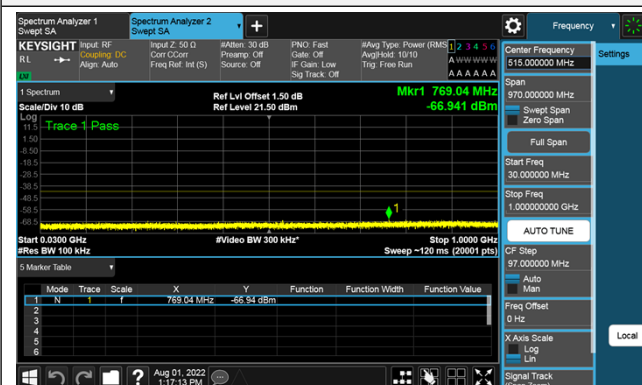 Spectrum Analyzer 1
Swept SA
Spectrum Analyzer 2
Swept SA
+
Frequency
KEYSIGHT
RL
LV
Input: RF
Coupling: DC
Align: Auto
Input Z: 50 Ω
Corr CCorr
Freq Ref: Int (S)
#Atten: 30 dB
Preamp: Off
Source: Off
PNO: Fast
Gate: Off
IF Gain: Low
Sig Track: Off
#Avg Type: Power (RMS
Avg|Hold: 10/10
Trig: Free Run
1 2 3 4 5 6
A W W W W W
A A A A A A
Center Frequency
515.000000 MHz
Settings
1 Spectrum
Scale/Div 10 dB
Ref Lvl Offset 1.50 dB
Ref Level 21.50 dBm
Mkr1 769.04 MHz
-66.941 dBm
Span
970.000000 MHz
Swept Span
Zero Span
Log
Trace 1 Pass
11.5
1.50
-8.50
-18.5
-28.5
-38.5
-48.5
-58.5
-68.5
1
Full Span
Start Freq
30.000000 MHz
Stop Freq
1.000000000 GHz
AUTO TUNE
Start 0.0300 GHz
#Res BW 100 kHz
#Video BW 300 kHz*
Stop 1.0000 GHz
Sweep ~120 ms (20001 pts)
CF Step
97.000000 MHz
Auto
Man
5 Marker Table
Mode Trace Scale X Y Function Function Width Function Value
1 N 1 f 769.04 MHz -66.94 dBm
2
3
4
5
6
Freq Offset
0 Hz
X Axis Scale
Log
Lin
Local
Signal Track
(Span Zoom)
?
Aug 01, 2022
1:17:13 PM